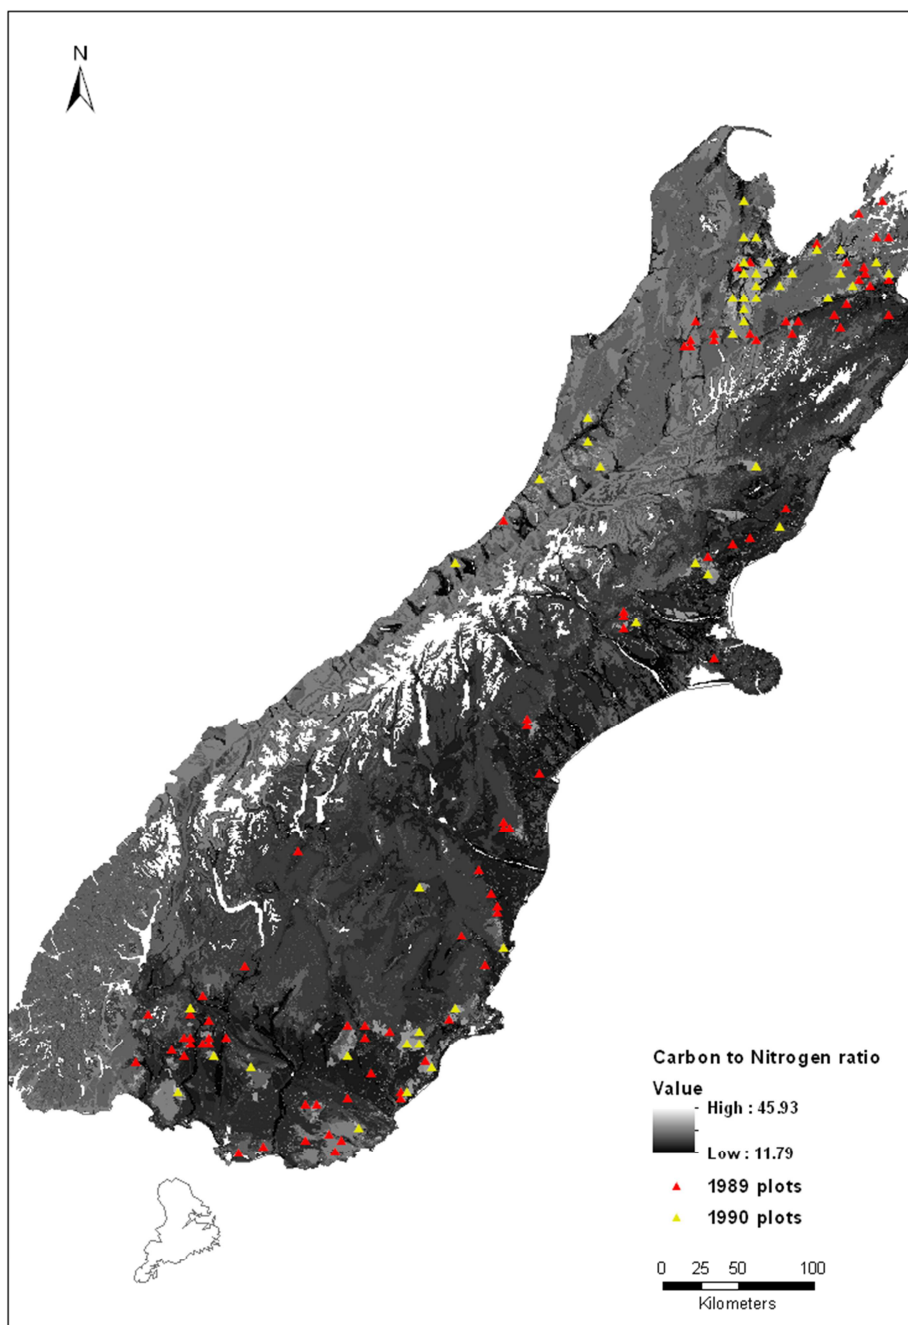 N
Carbon to Nitrogen ratio
Value
High : 45.93
Low : 11.79
1989 plots
1990 plots
0 25 50 100
Kilometers